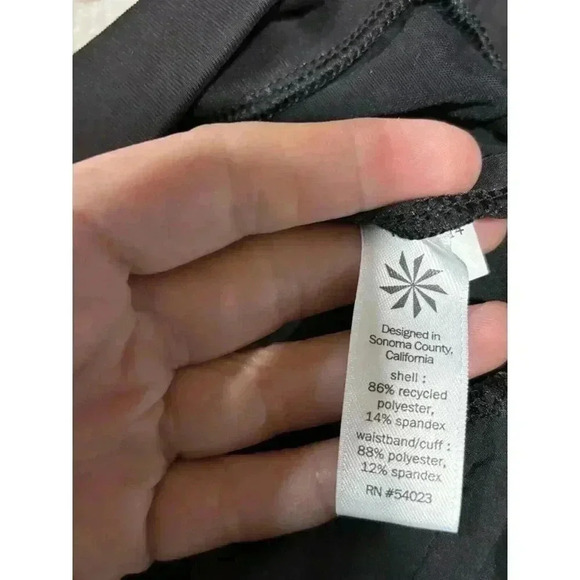 14
Designed in
Sonoma County,
California
shell :
86% recycled
polyester,
14% spandex
waistband/cuff :
88% polyester,
12% spandex
RN #54023